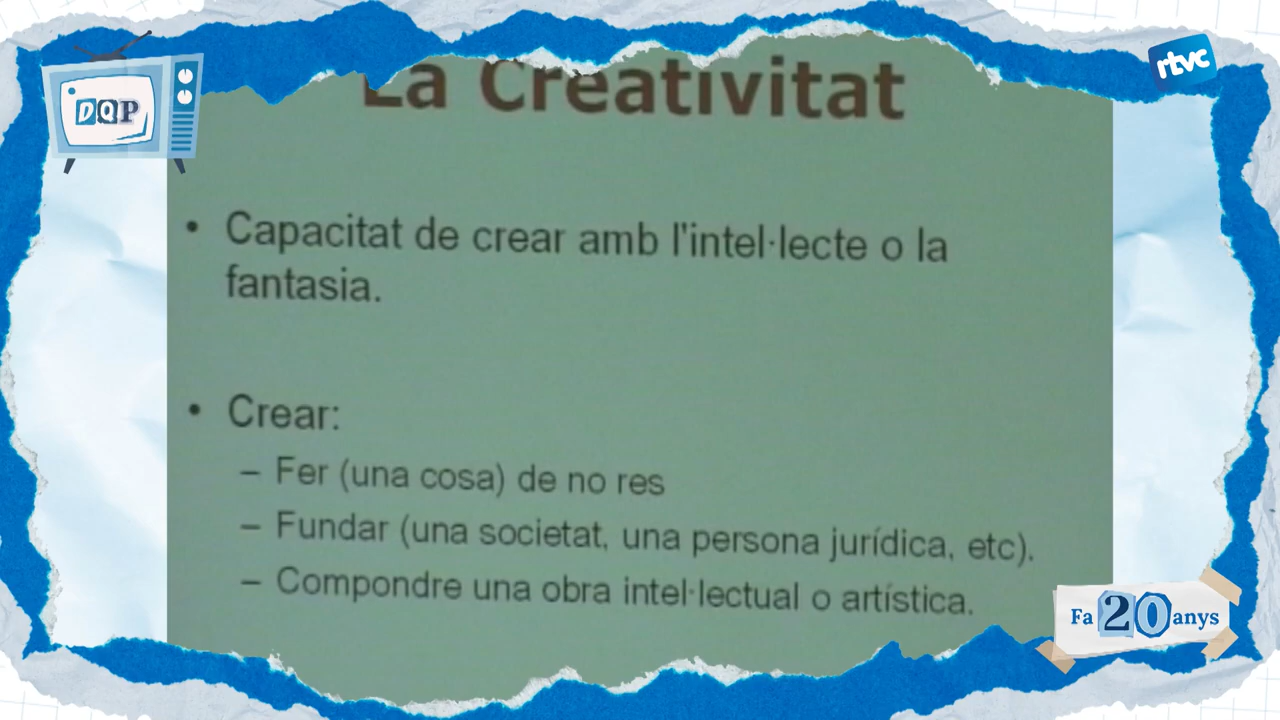 DQP
rtvc
La Creativitat
• Capacitat de crear amb l'intel·lecte o la
fantasia.
• Crear:
– Fer (una cosa) de no res
– Fundar (una societat, una persona jurídica, etc).
– Compondre una obra intel·lectual o artística.
Fa 20 anys